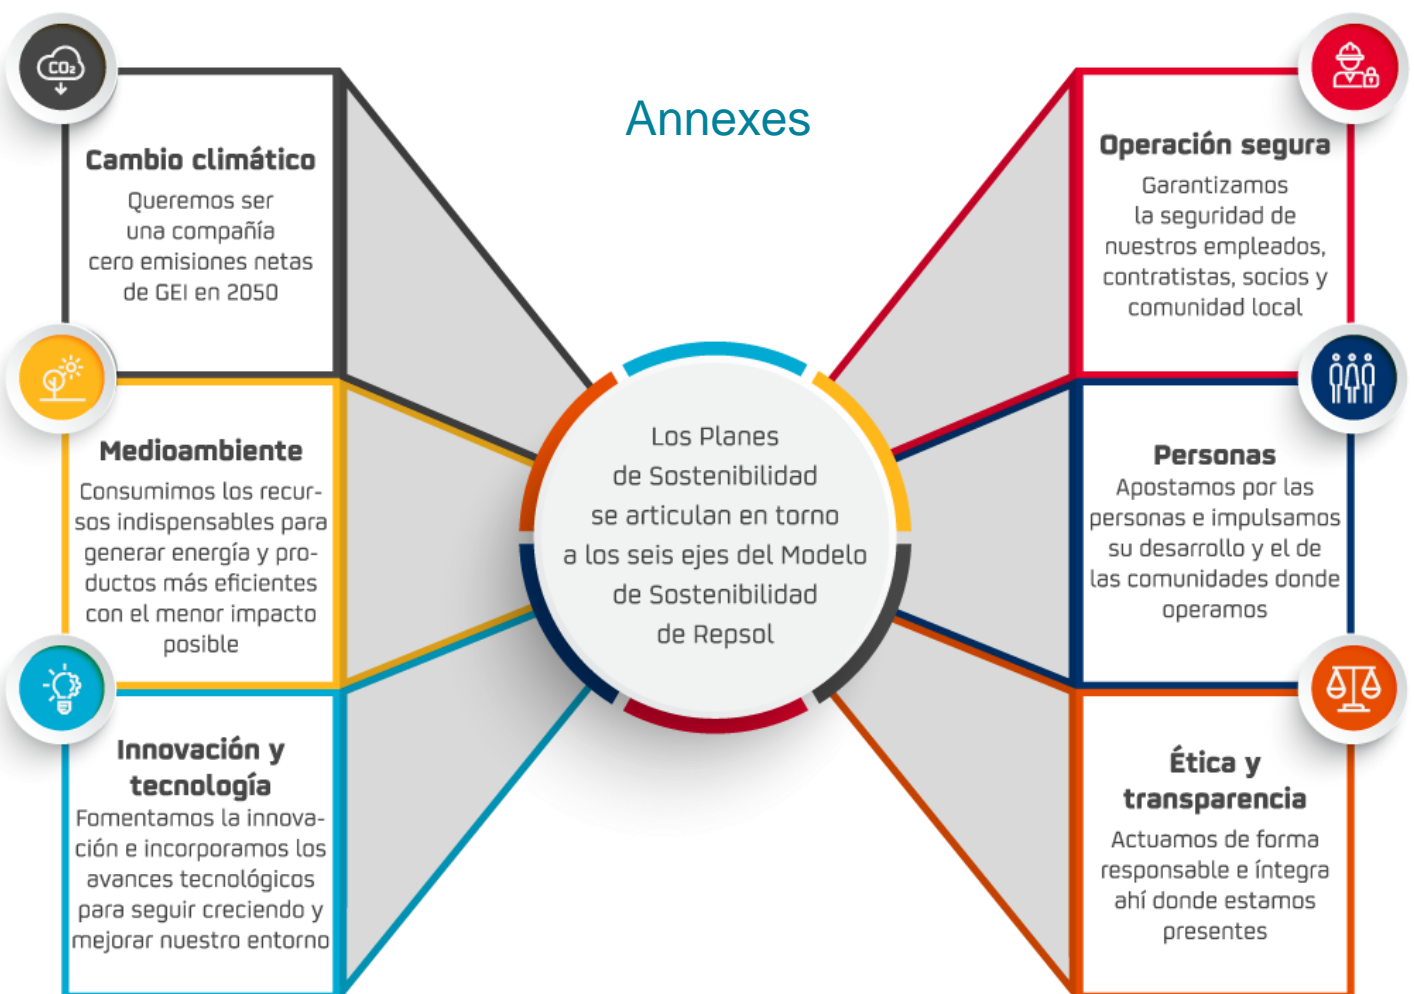 Annexes
CO₂
Cambio climático
Queremos ser
una compañía
cero emisiones netas
de GEI en 2050
Medioambiente
Consumimos los recur-
sos indispensables para
generar energía y pro-
ductos más eficientes
con el menor impacto
posible
Innovación y
tecnología
Fomentamos la innova-
ción e incorporamos los
avances tecnológicos
para seguir creciendo y
mejorar nuestro entorno
Los Planes
de Sostenibilidad
se articulan en torno
a los seis ejes del Modelo
de Sostenibilidad
de Repsol
Operación segura
Garantizamos
la seguridad de
nuestros empleados,
contratistas, socios y
comunidad local
Personas
Apostamos por las
personas e impulsamos
su desarrollo y el de
las comunidades donde
operamos
Ética y
transparencia
Actuamos de forma
responsable e íntegra
ahí donde estamos
presentes